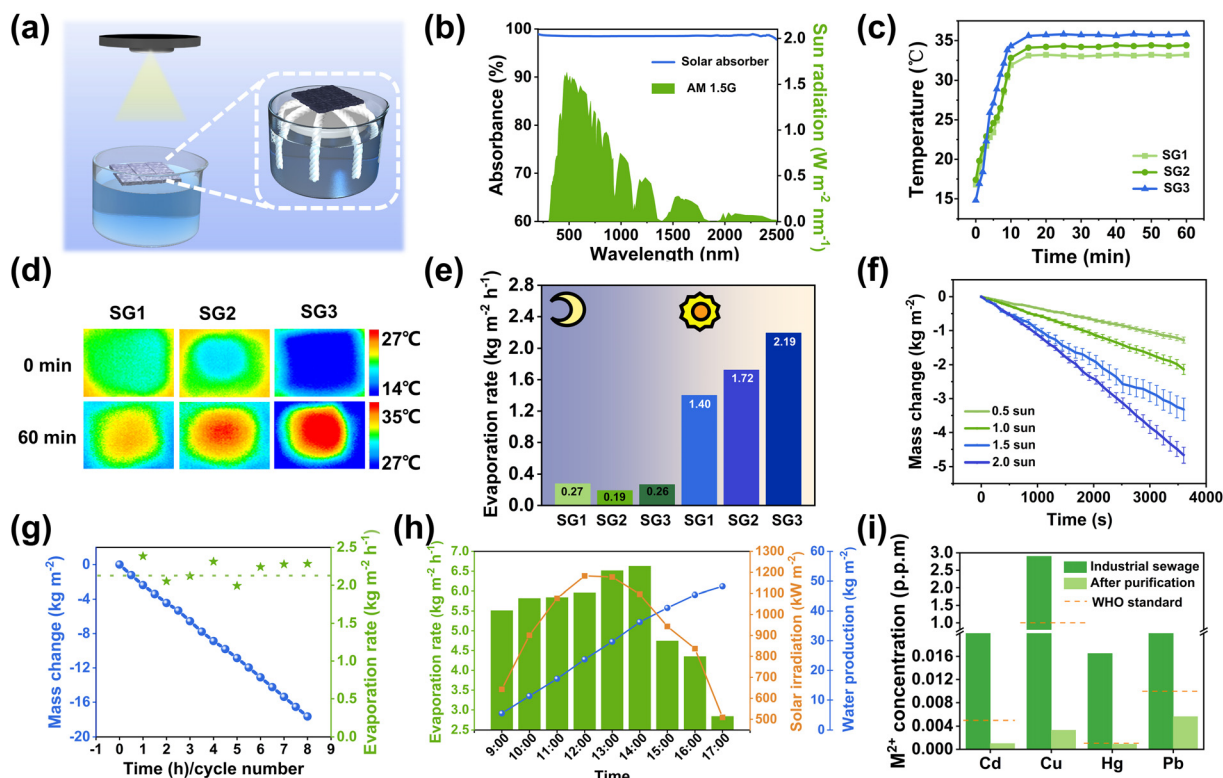 (a)
(b)
Absorbance (%)
100
90
80
70
60
Solar absorber
AM 1.5G
2.0
1.5
1.0
0.5
0.0
Sun radiation (W m⁻² nm⁻¹)
500 1000 1500 2000 2500
Wavelength (nm)
(c)
Temperature (℃)
35
30
25
20
15
SG1
SG2
SG3
0 10 20 30 40 50 60
Time (min)
(d)
SG1 SG2 SG3
0 min
27℃
14℃
60 min
35℃
27℃
(e)
Evaporation rate (kg m⁻² h⁻¹)
2.8
2.4
2.0
1.6
1.2
0.8
0.4
0.0
0.27 0.19 0.26 1.40 1.72 2.19
SG1 SG2 SG3 SG1 SG2 SG3
(f)
Mass change (kg m⁻²)
0
-1
-2
-3
-4
-5
0.5 sun
1.0 sun
1.5 sun
2.0 sun
0 1000 2000 3000 4000
Time (s)
(g)
Mass change (kg m⁻²)
0
-4
-8
-12
-16
-20
2.5
2.0
1.5
1.0
0.5
0.0
Evaporation rate (kg m⁻² h⁻¹)
-1 0 1 2 3 4 5 6 7 8 9
Time (h)/cycle number
(h)
Evaporation rate (kg m⁻² h⁻¹)
7.0
6.5
6.0
5.5
5.0
4.5
4.0
3.5
3.0
2.5
1300
1200
1100
1000
900
800
700
600
500
Solar irradiation (kW m⁻²)
60
50
40
30
20
10
0
Water production (kg m⁻²)
9:00 10:00 11:00 12:00 13:00 14:00 15:00 16:00 17:00
Time
(i)
M²⁺ concentration (p.p.m)
3.0
2.5
2.0
1.5
1.0
0.016
0.012
0.008
0.004
0.000
Industrial sewage
After purification
WHO standard
Cd Cu Hg Pb